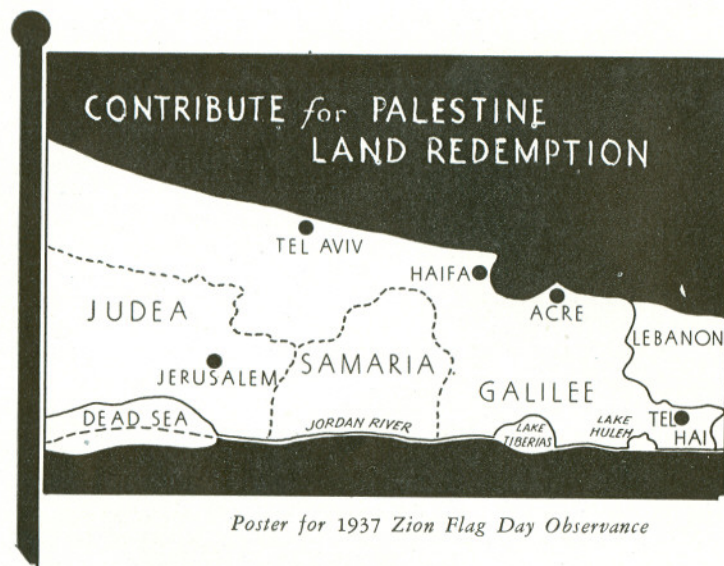 CONTRIBUTE for PALESTINE
LAND REDEMPTION
TEL AVIV
HAIFA
ACRE
JUDEA
LEBANON
JERUSALEM
SAMARIA
GALILEE
DEAD SEA
JORDAN RIVER
LAKE
TIBERIAS
LAKE
HULEH
TEL
HAI
Poster for 1937 Zion Flag Day Observance